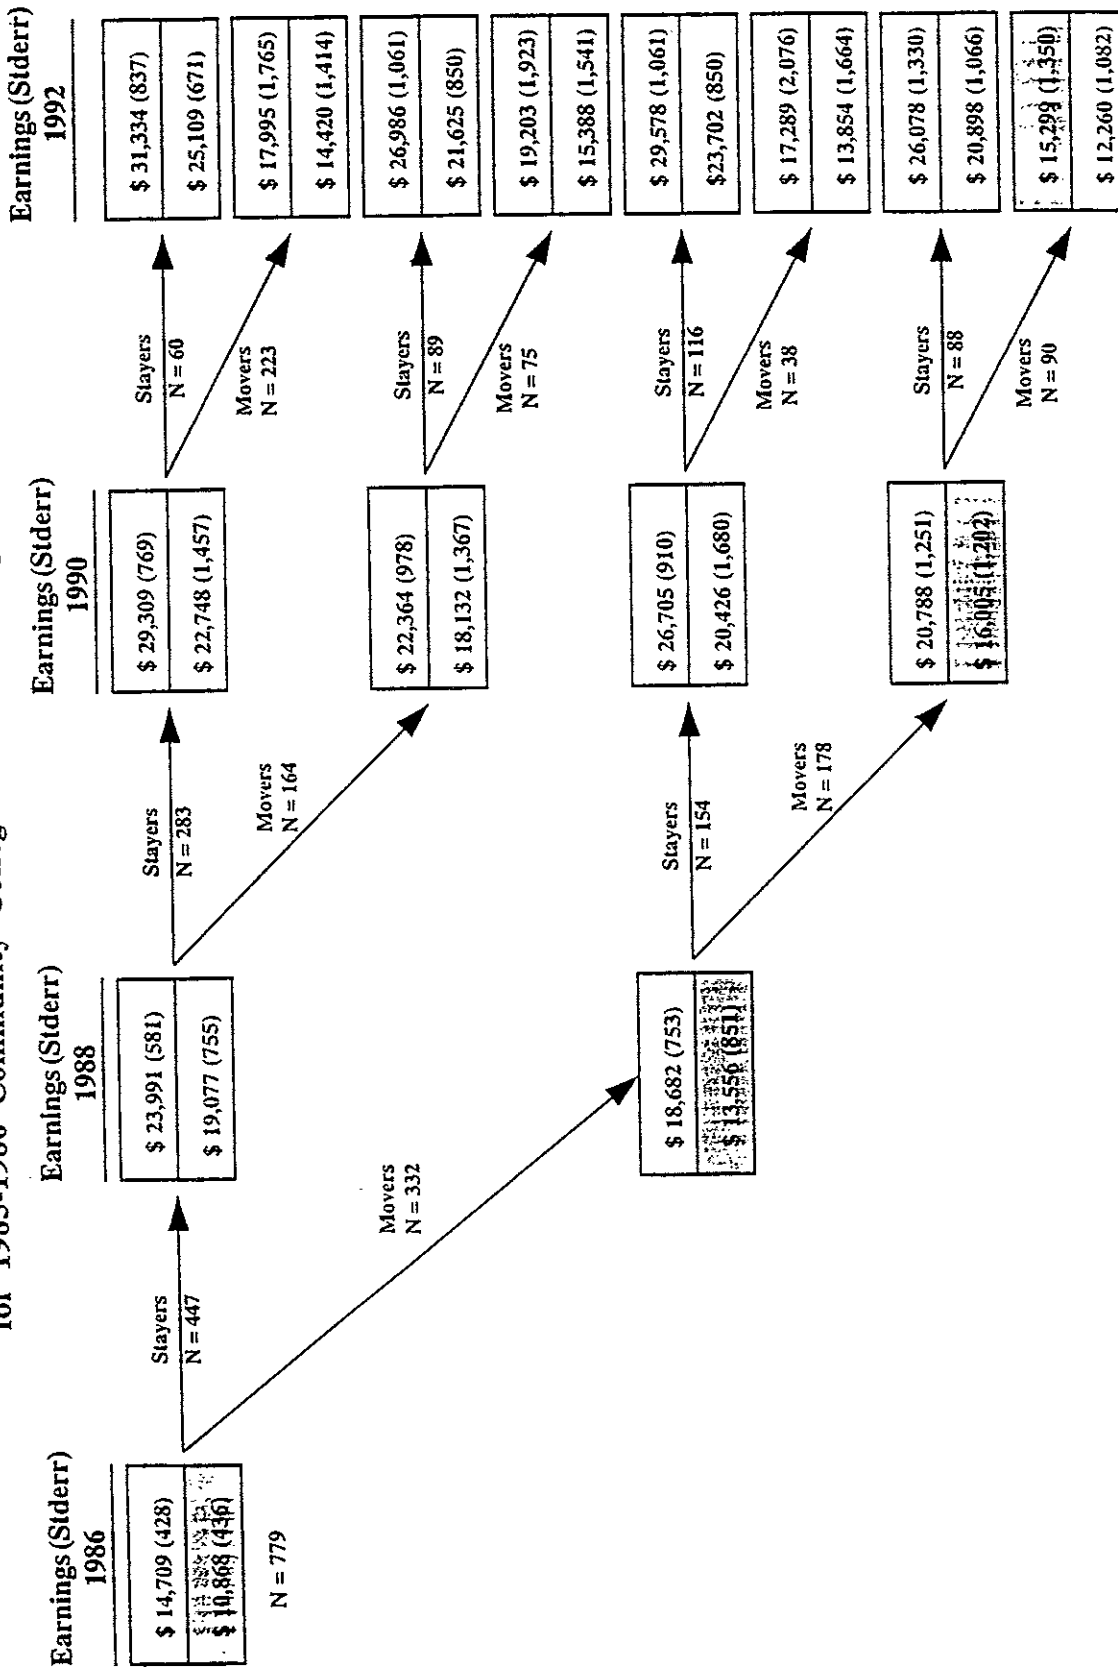 for 1985-1986 Community
Earnings (Stderr)
1986
$ 14,709 (428)
$ 10,868 (436)
N = 779
Stayers
N = 447
Movers
N = 332
Earnings (Stderr)
1988
$ 23,991 (581)
$ 19,077 (755)
$ 18,682 (753)
$ 13,556 (851)
Stayers
N = 283
Movers
N = 164
Stayers
N = 154
Movers
N = 178
Earnings (Stderr)
1990
$ 29,309 (769)
$ 22,748 (1,457)
$ 22,364 (978)
$ 18,132 (1,367)
$ 26,705 (910)
$ 20,426 (1,680)
$ 20,788 (1,251)
$ 16,005 (1,202)
Stayers
N = 60
Movers
N = 223
Stayers
N = 89
Movers
N = 75
Stayers
N = 116
Movers
N = 38
Stayers
N = 88
Movers
N = 90
Earnings (Stderr)
1992
$ 31,334 (837)
$ 25,109 (671)
$ 17,995 (1,765)
$ 14,420 (1,414)
$ 26,986 (1,061)
$ 21,625 (850)
$ 19,203 (1,923)
$ 15,388 (1,541)
$ 29,578 (1,061)
$23,702 (850)
$ 17,289 (2,076)
$ 13,854 (1,664)
$ 26,078 (1,330)
$ 20,898 (1,066)
$ 15,299 (1,350)
$ 12,260 (1,082)